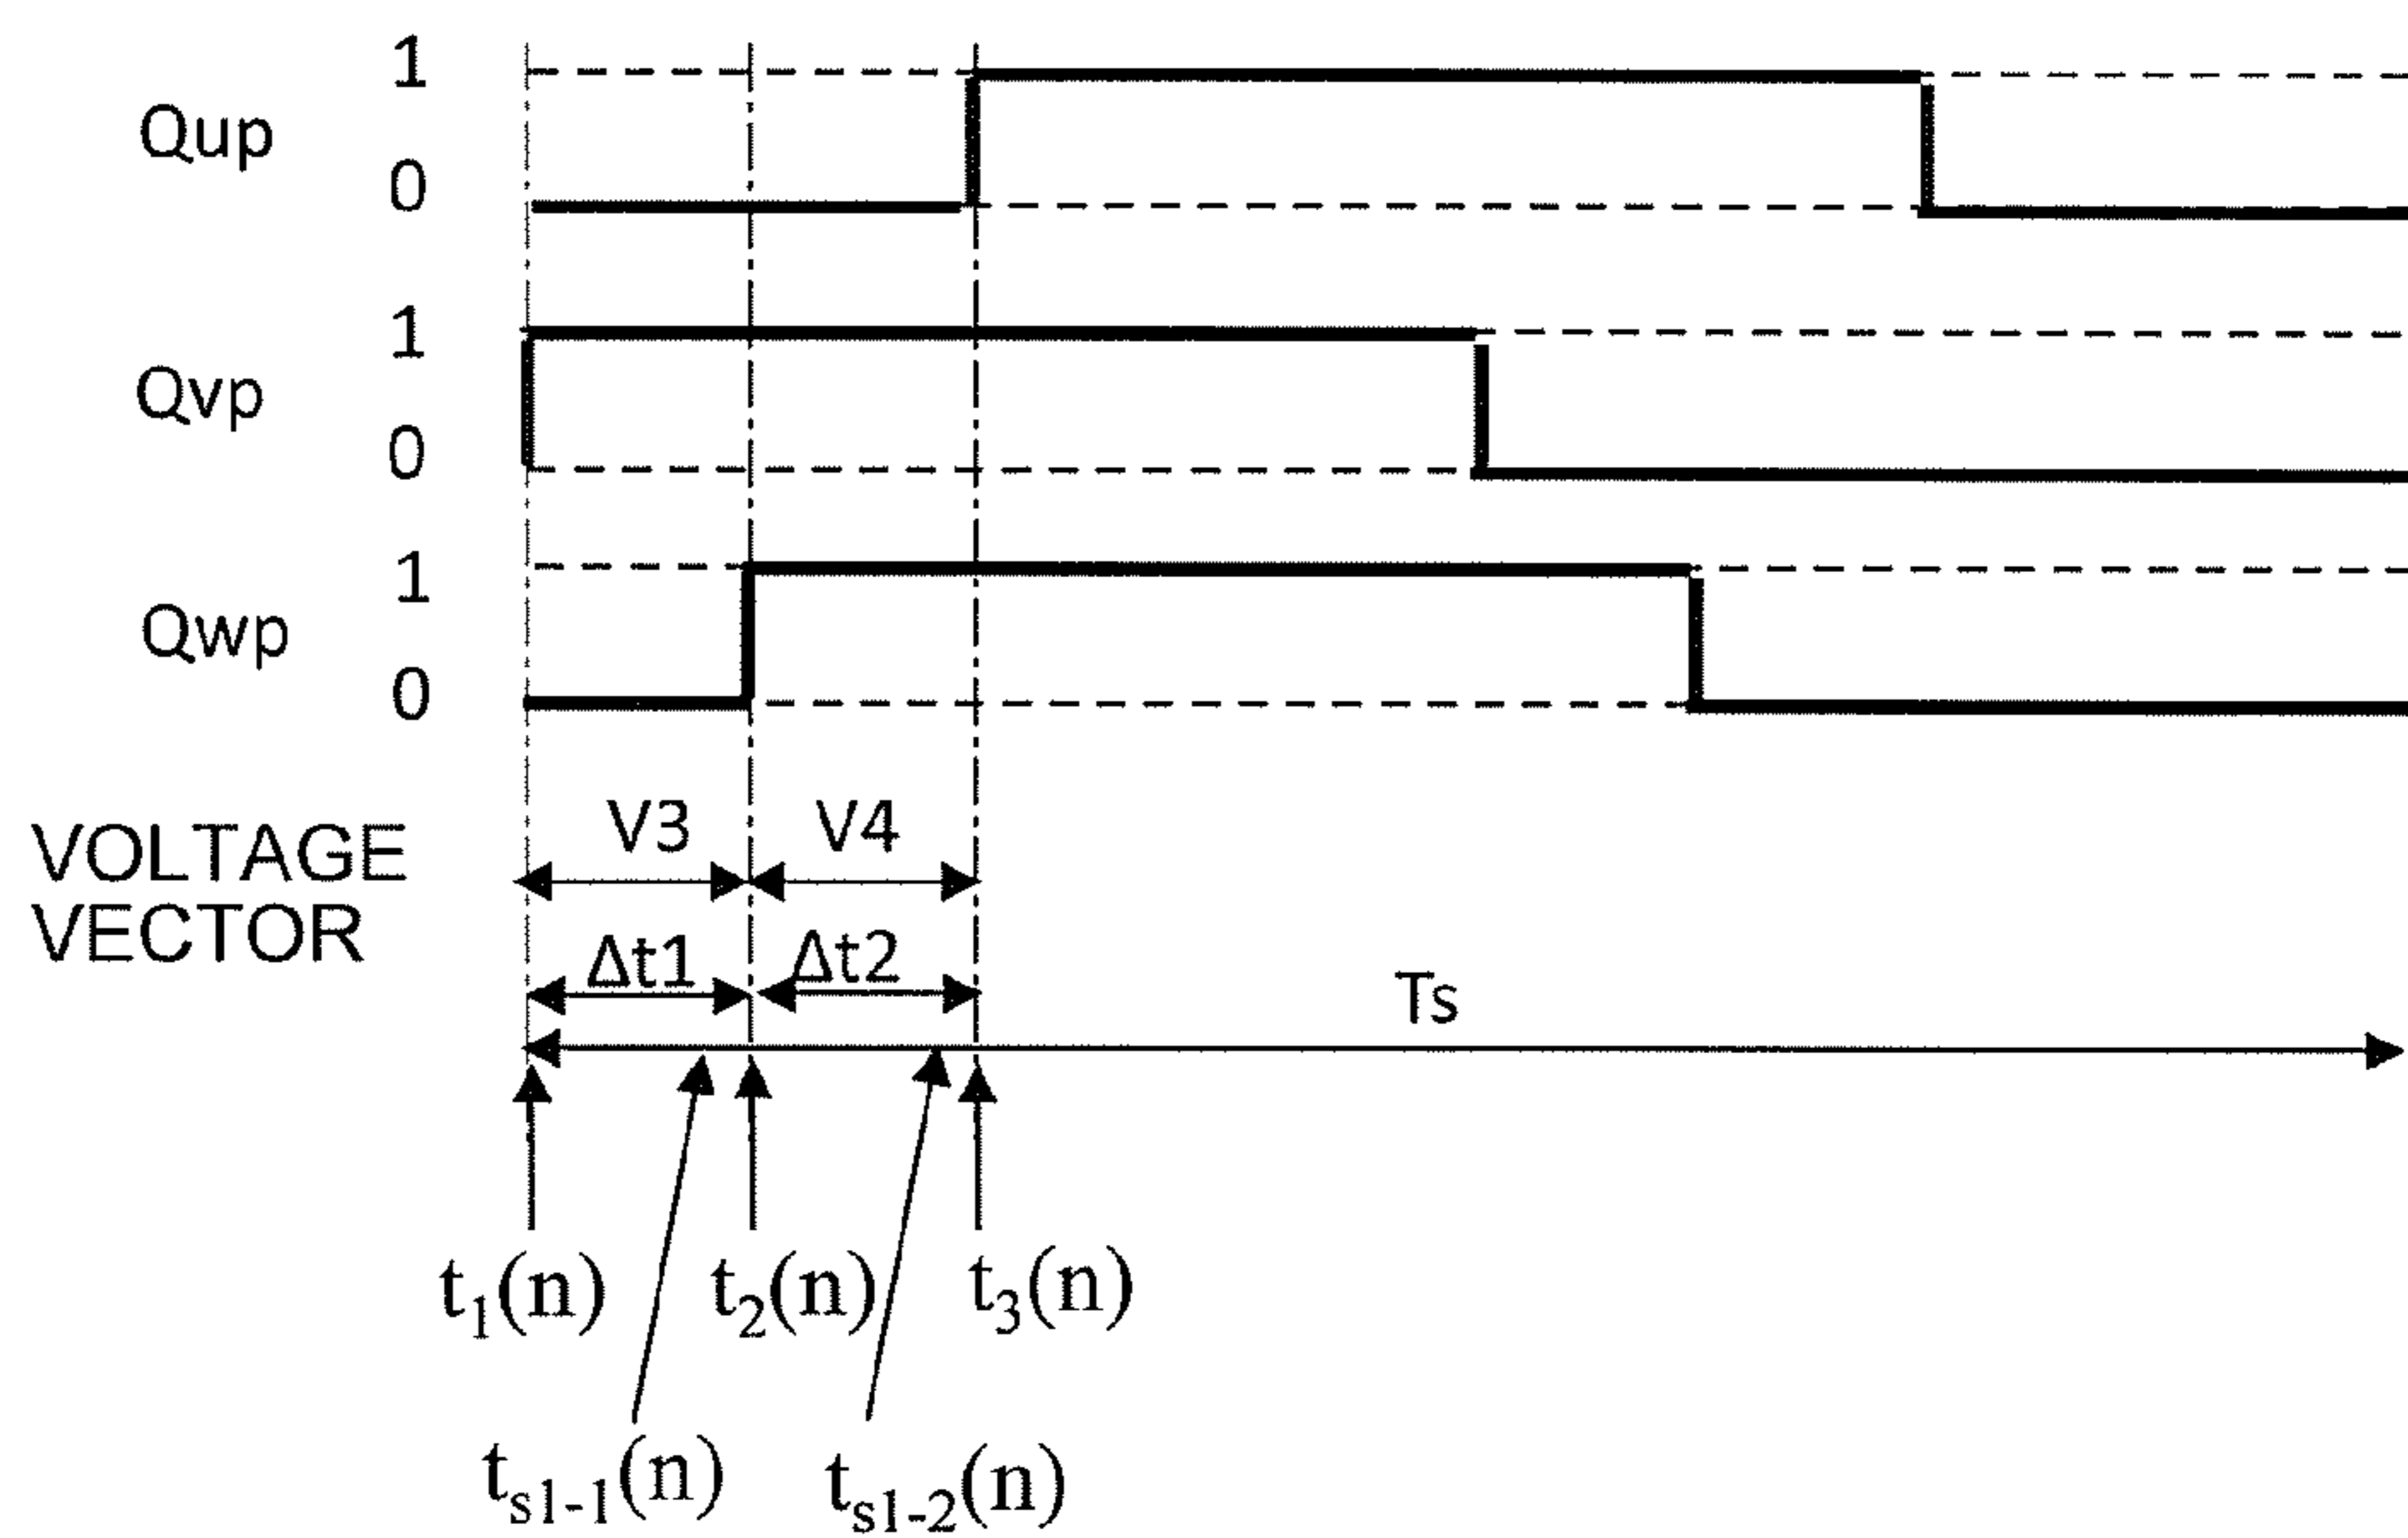 1
Qup
0
1
Qvp
0
1
Qwp
0
VOLTAGE
VECTOR
V3
V4
Δt1
Δt2
Ts
t1(n)
t2(n)
t3(n)
ts1-1(n)
ts1-2(n)